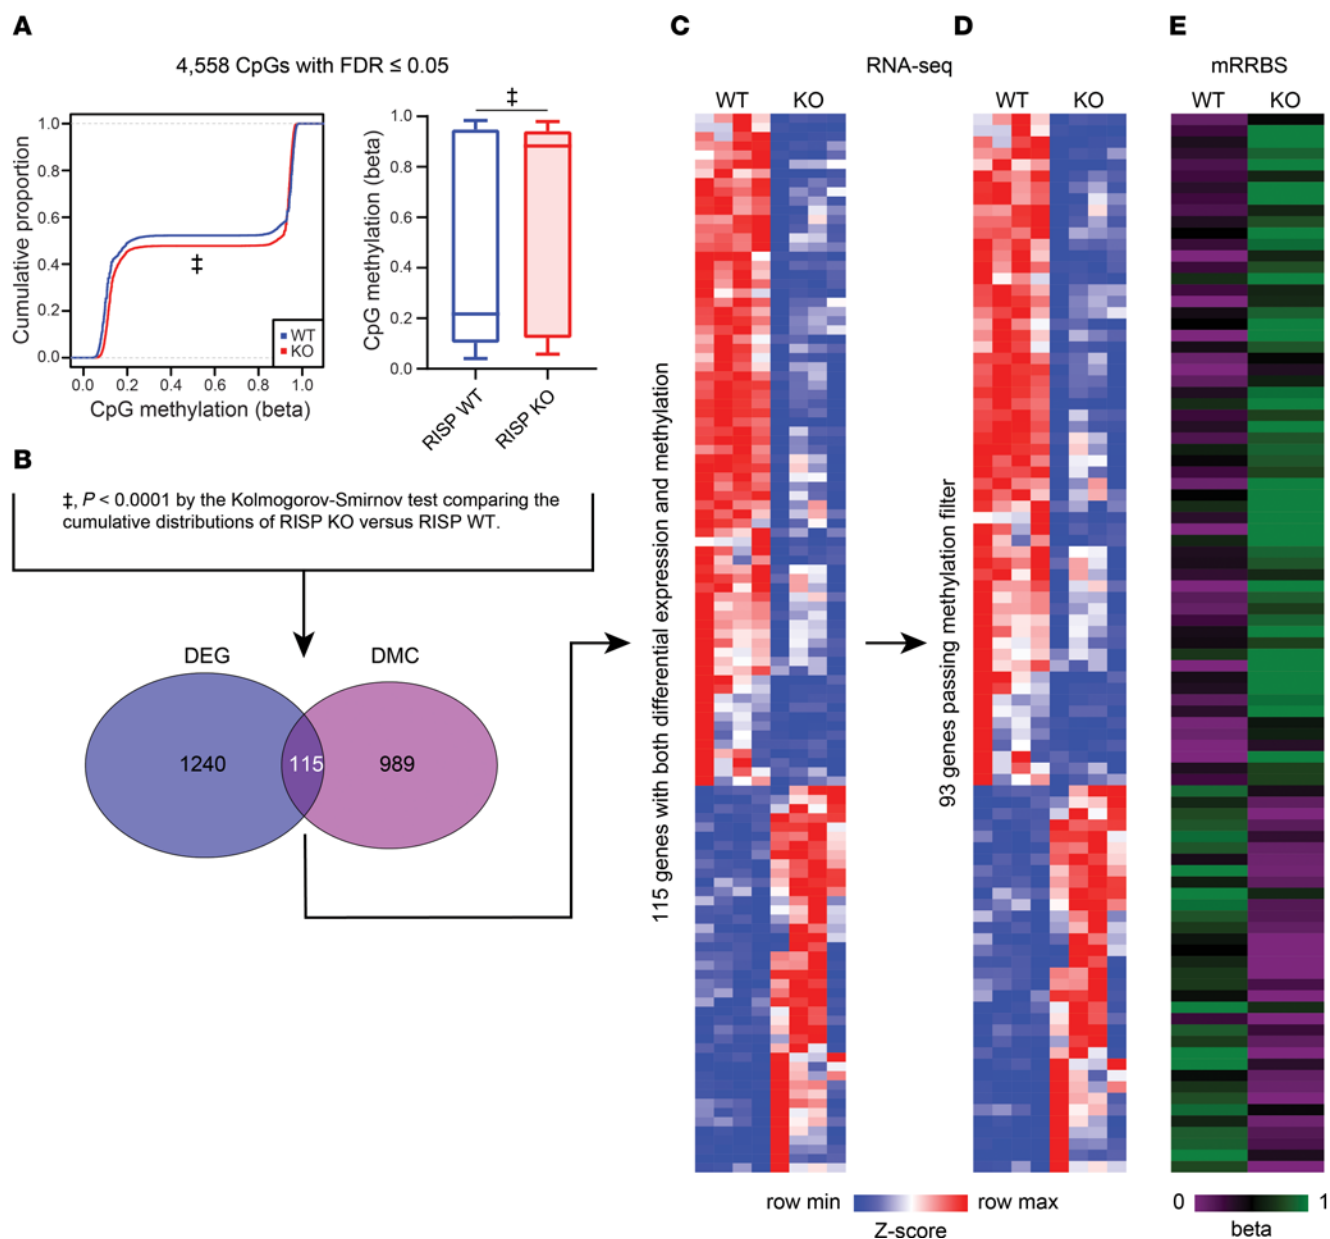 A
4,558 CpGs with FDR ≤ 0.05
Cumulative proportion
1.0
0.8
0.6
0.4
0.2
0.0
‡
WT
KO
0.0 0.2 0.4 0.6 0.8 1.0
CpG methylation (beta)
CpG methylation (beta)
1.0
0.8
0.6
0.4
0.2
0.0
‡
RISP WT
RISP KO
B
‡, P < 0.0001 by the Kolmogorov-Smirnov test comparing the
cumulative distributions of RISP KO versus RISP WT.
DEG
DMC
1240
115
989
C
D
E
RNA-seq
mRRBS
WT KO
WT KO
WT KO
115 genes with both differential expression and methylation
93 genes passing methylation filter
row min
row max
Z-score
0
1
beta